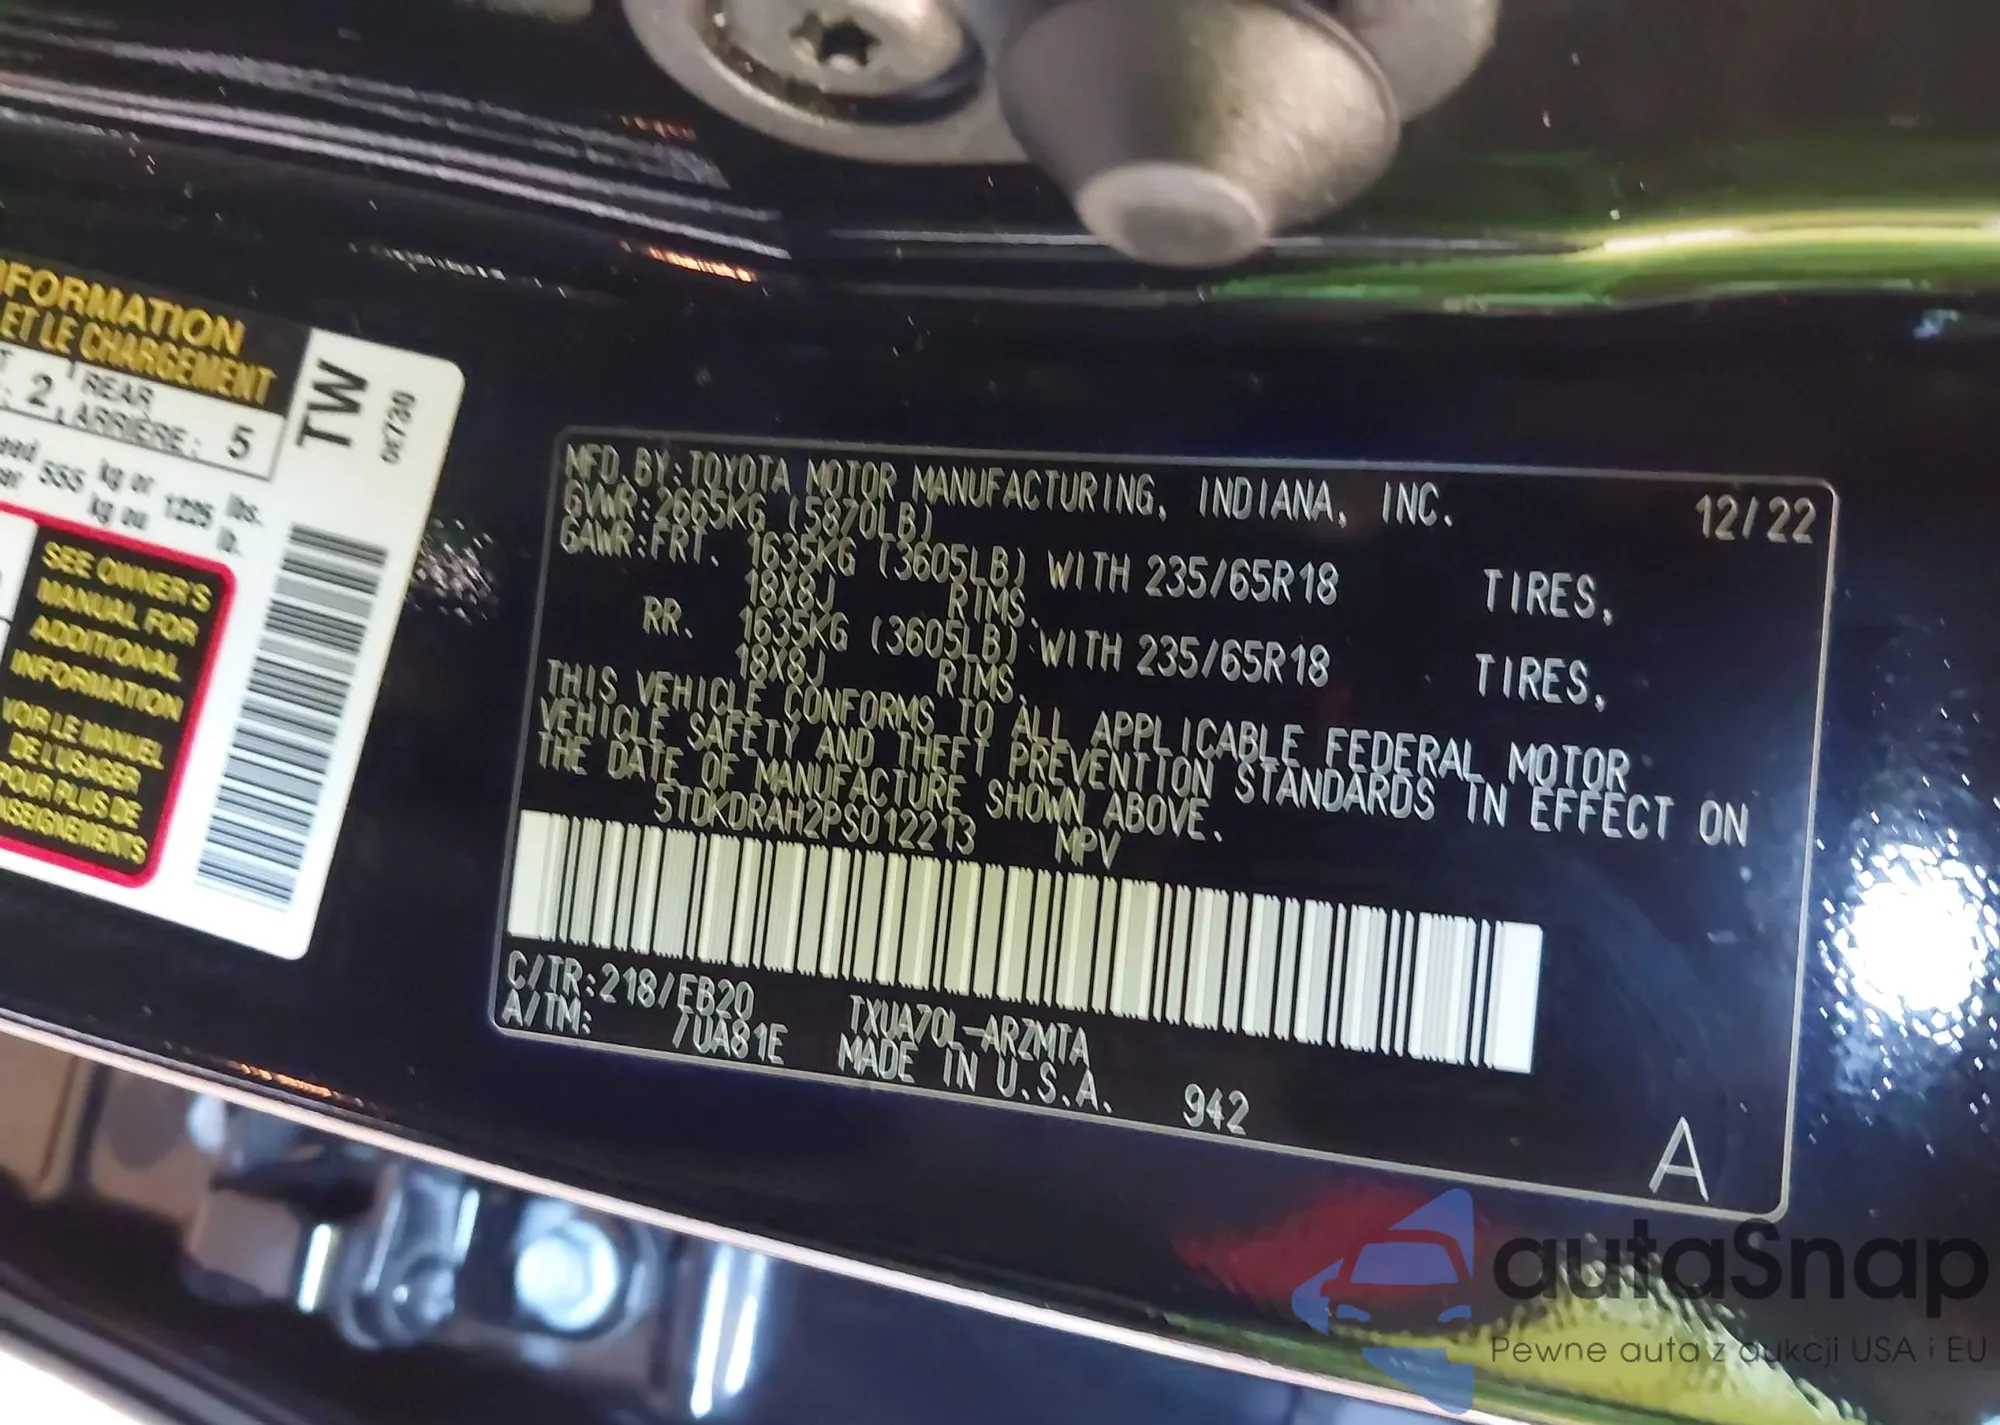 FORMATION
ET LE CHARGEMENT
2 REAR
ARRIÈRE: 5
555 kg or 1225 lbs.
kg ou lb.
TW
0E730
SEE OWNER'S
MANUAL FOR
ADDITIONAL
INFORMATION
VOIR LE MANUEL
DE L'USAGER
POUR PLUS DE
NSEIGNEMENTS
MFD. BY: TOYOTA MOTOR MANUFACTURING, INDIANA, INC. 12/22
GVWR: 2665KG (5870LB)
GAWR: FRT. 1635KG (3605LB) WITH 235/65R18 TIRES,
18X8J RIMS.
RR. 1635KG (3605LB) WITH 235/65R18 TIRES,
18X8J RIMS.
THIS VEHICLE CONFORMS TO ALL APPLICABLE FEDERAL MOTOR
VEHICLE SAFETY AND THEFT PREVENTION STANDARDS IN EFFECT ON
THE DATE OF MANUFACTURE SHOWN ABOVE.
5TDKDRAH2PS012213 MPV
C/TR: 218/EB20 TXUA70L-ARZMTA
A/TM: /UA81E MADE IN U.S.A. 942
A
autaSnap
Pewne auta z aukcji USA i EU